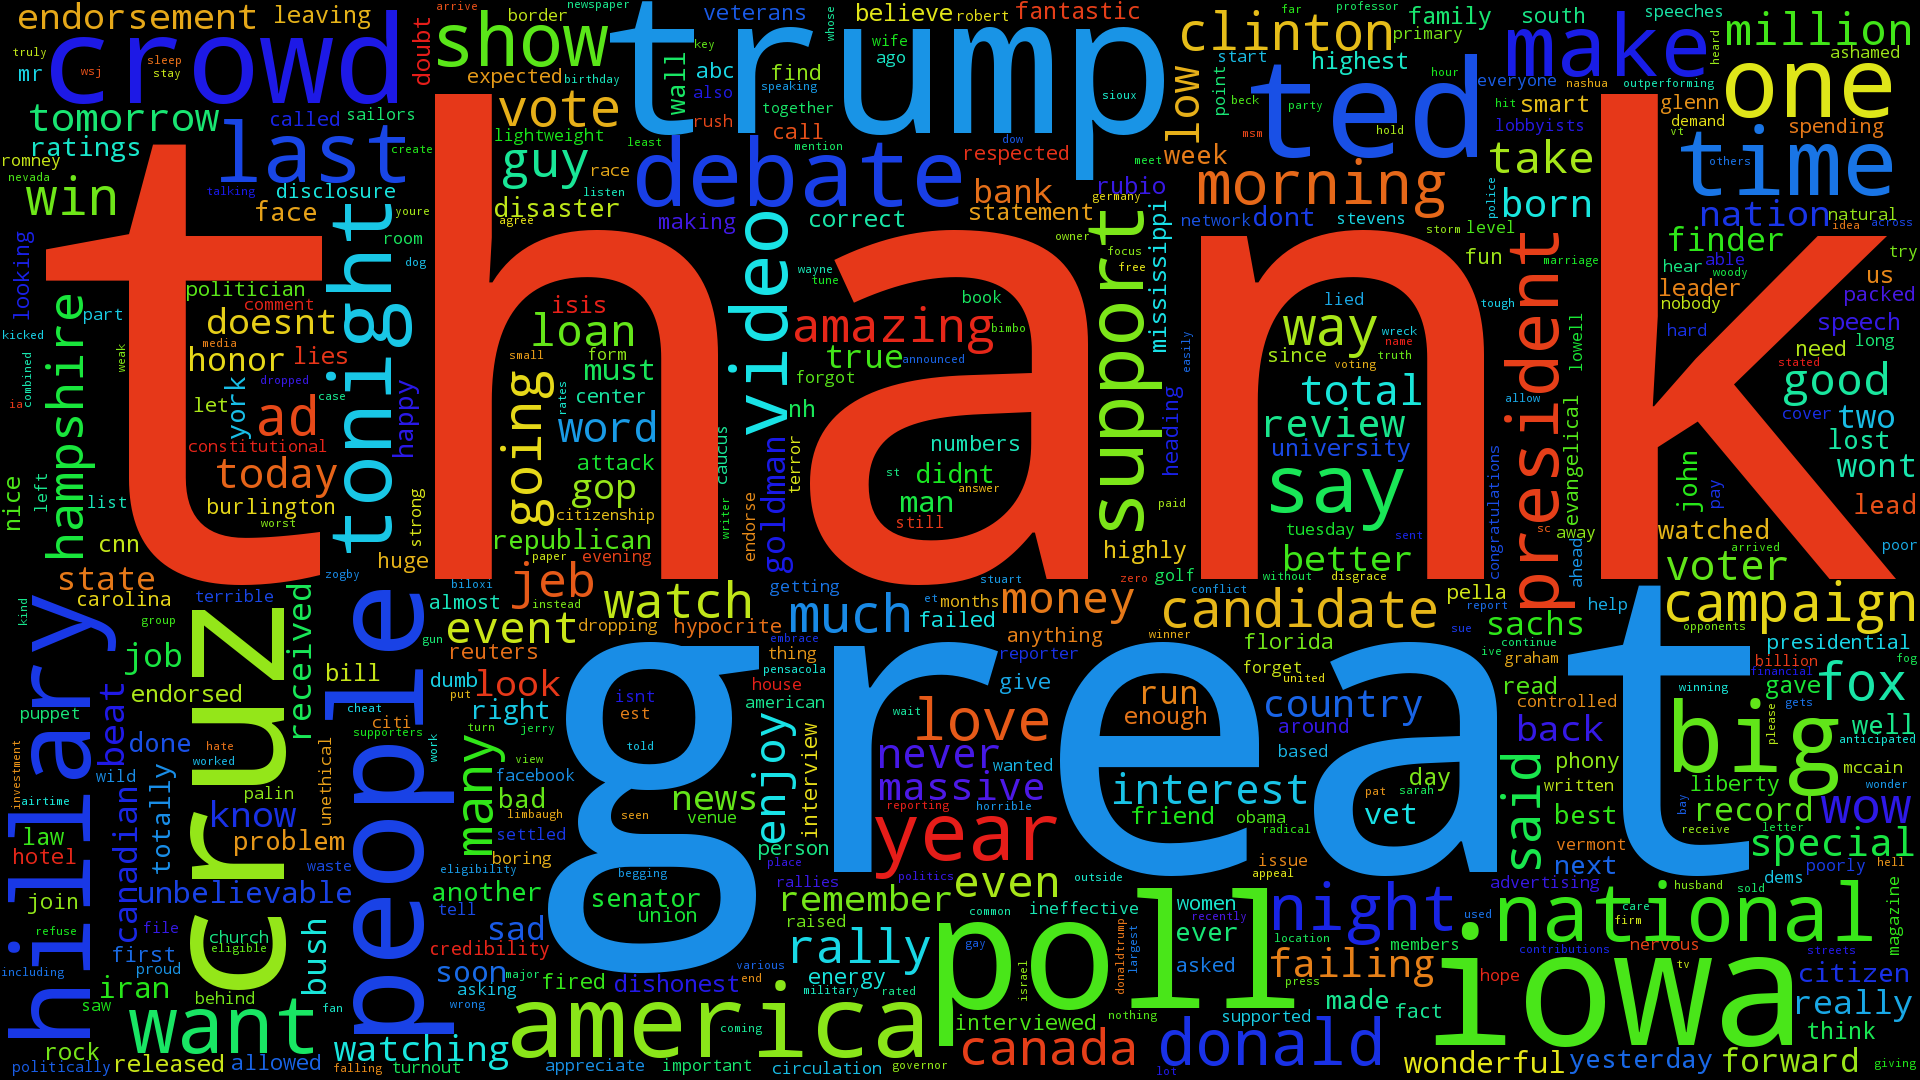 thank
great
trump
iowa
poll
cruz
people
hillary
crowd
america
national
debate
ted
president
tonight
support
video
last
make
one
time
show
big
want
year
say
donald
night
canada
morning
clinton
million
endorsement
leaving
believe
robert
fantastic
veterans
border
newspaper
arrive
doubt
truly
mr
wsj
sleep
stay
tomorrow
ratings
called
sailors
create
romney
nevada
win
talking
disclosure
face
youre
room
dog
looking
politician
comment
part
doesnt
media
honor
lies
kicked
combined
weak
dropped
case
hampshire
let
york
ad
happy
constitutional
today
burlington
worst
nice
left
list
cnn
strong
huge
zogby
state
carolina
terrible
group
kind
received
job
endorsed
bill
beat
puppet
canadian
done
citi
cheat
supporters
hate
worked
unethical
investment
airtime
wild
totally
palin
know
problem
law
hotel
waste
unbelievable
join
refuse
file
first
proud
including
church
eligible
bush
iran
behind
saw
fan
rock
released
allowed
politically
watching
falling
turnout
expected
birthday
vote
lightweight
guy
race
disaster
listen
agree
wall
key
abc
also
rush
least
find
speaking
together
call
mention
making
wife
ago
whose
respected
dow
bank
statement
correct
isis
loan
small
form
must
center
rates
going
word
attack
gop
citizenship
republican
paper
evening
wayne
tune
book
amazing
bimbo
true
announced
forgot
nh
goldman
caucus
terror
writer
endorse
numbers
didnt
st
answer
man
still
biloxi
jeb
almost
instead
watch
event
dropping
hypocrite
gun
reuters
getting
stuart
much
et
months
failed
zero
money
embrace
anything
reporter
thing
pensacola
house
american
dumb
put
look
right
turn
jerry
many
view
facebook
bad
limbaugh
settled
boring
eligibility
another
tell
work
sad
credibility
soon
major
asking
wrong
fired
dishonest
isnt
est
told
news
venue
seen
begging
senator
union
enjoy
interview
person
place
rallies
remember
raised
rally
various
end
energy
military
rated
coming
appreciate
important
circulation
governor
give
wait
love
never
wanted
massive
reporting
horrible
politics
even
outside
common
ineffective
gay
israel
interviewed
nothing
donaldtrump
largest
lot
sioux
low
point
start
highest
primary
family
professor
far
south
speeches
heard
ashamed
hour
everyone
nashua
outperforming
beck
party
msm
hold
hit
smart
glenn
demand
spending
lobbyists
vt
week
meet
rubio
germany
take
others
police
born
nation
natural
idea
across
network
dont
stevens
storm
level
owner
focus
free
mississippi
fun
marriage
finder
hear
able
woody
try
us
leader
nobody
packed
tough
lied
way
wreck
name
since
truth
voting
easily
hard
speech
long
need
stated
lowell
total
allow
good
cover
two
review
university
heading
evangelical
lost
john
pay
wont
congratulations
paid
tuesday
sent
sc
away
lead
watched
arrived
poor
highly
better
golf
without
disgrace
conflict
ahead
voter
candidate
pella
report
help
campaign
winner
sue
sachs
opponents
florida
continue
ive
graham
presidential
billion
fog
financial
forget
united
run
enough
country
around
based
read
controlled
winning
gave
fox
gets
please
back
well
anticipated
interest
day
pat
sarah
phony
written
mccain
liberty
wonder
friend
obama
radical
vet
said
best
bay
record
wow
receive
letter
issue
appeal
vermont
next
special
poorly
hell
advertising
husband
sold
dems
women
recently
ever
location
used
care
firm
magazine
members
asked
failing
contributions
nervous
streets
press
hope
tv
citizen
supported
made
fact
really
think
wonderful
yesterday
forward
giving